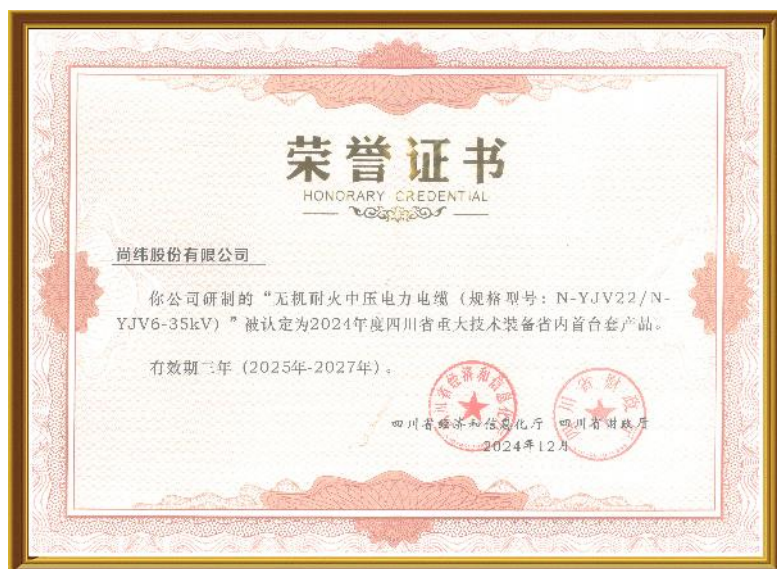 荣誉证书
HONORARY CREDENTIAL
尚纬股份有限公司
你公司研制的“无机耐火中压电力电缆（规格型号：N-YJV22/N-
YJV6-35kV）”被认定为2024年度四川省重大技术装备省内首台套产品。
有效期三年（2025年-2027年）。
四川省经济和信息化厅 四川省财政厅
2024年12月